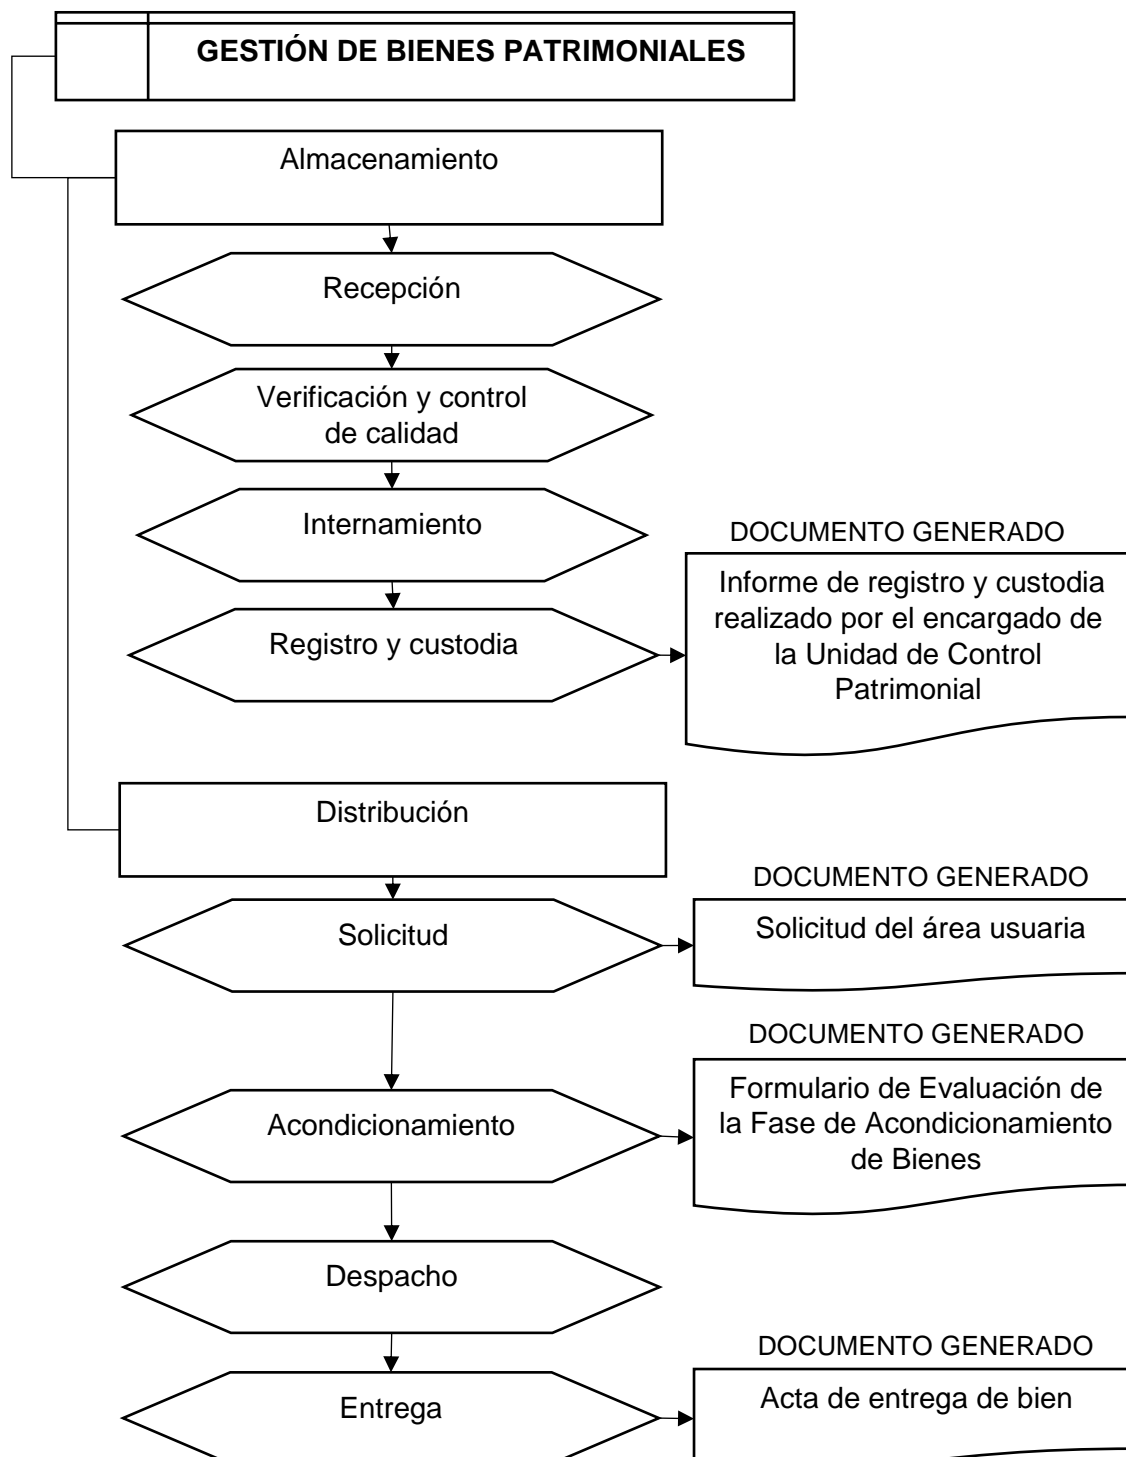 GESTIÓN DE BIENES PATRIMONIALES
Almacenamiento
Recepción
Verificación y control
de calidad
Internamiento
DOCUMENTO GENERADO
Informe de registro y custodia
realizado por el encargado de
la Unidad de Control
Patrimonial
Registro y custodia
Distribución
DOCUMENTO GENERADO
Solicitud
Solicitud del área usuaria
DOCUMENTO GENERADO
Acondicionamiento
Formulario de Evaluación de
la Fase de Acondicionamiento
de Bienes
Despacho
DOCUMENTO GENERADO
Entrega
Acta de entrega de bien